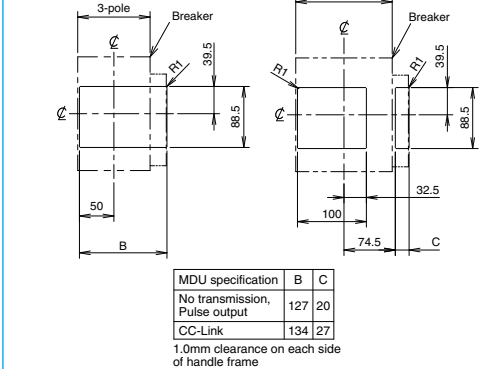 3-pole
Breaker
℄
R1
39.5
℄
88.5
50
B
Breaker
℄
R1
R1
39.5
℄
88.5
32.5
100
74.5
C
MDU specification B C
No transmission,
Pulse output 127 20
CC-Link 134 27
1.0mm clearance on each side
of handle frame